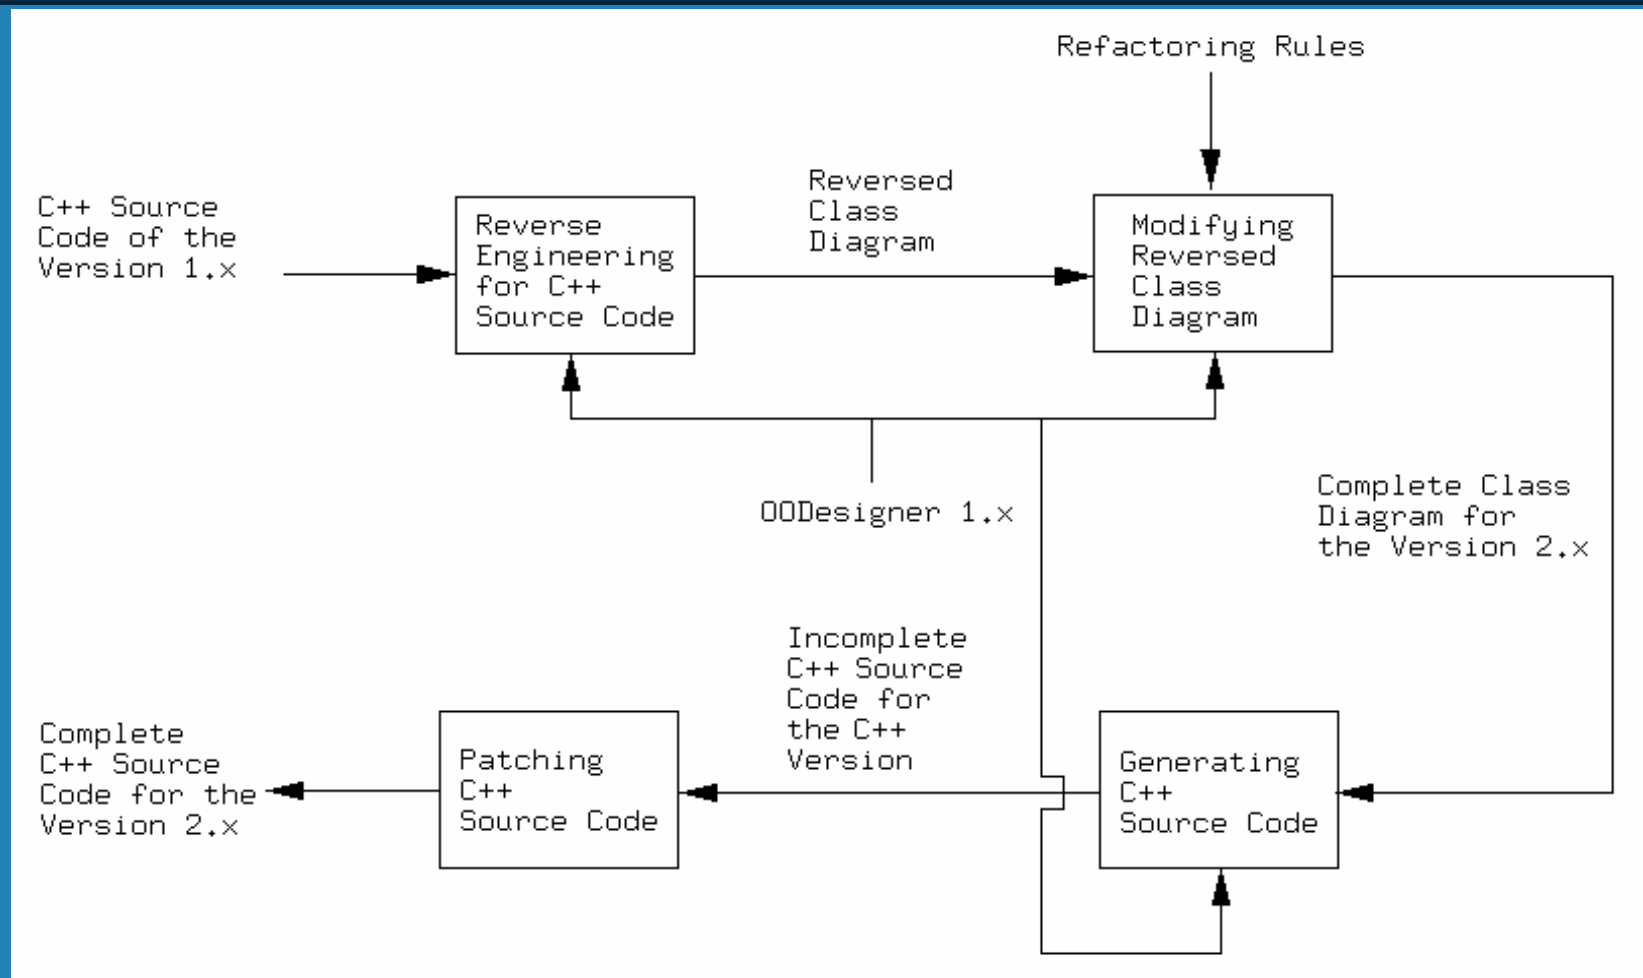 Refactoring Rules
C++ Source
Code of the
Version 1.x
Reverse
Engineering
for C++
Source Code
Reversed
Class
Diagram
Modifying
Reversed
Class
Diagram
OODesigner 1.x
Complete Class
Diagram for
the Version 2.x
Complete
C++ Source
Code for the
Version 2.x
Patching
C++
Source Code
Incomplete
C++ Source
Code for
the C++
Version
Generating
C++
Source Code